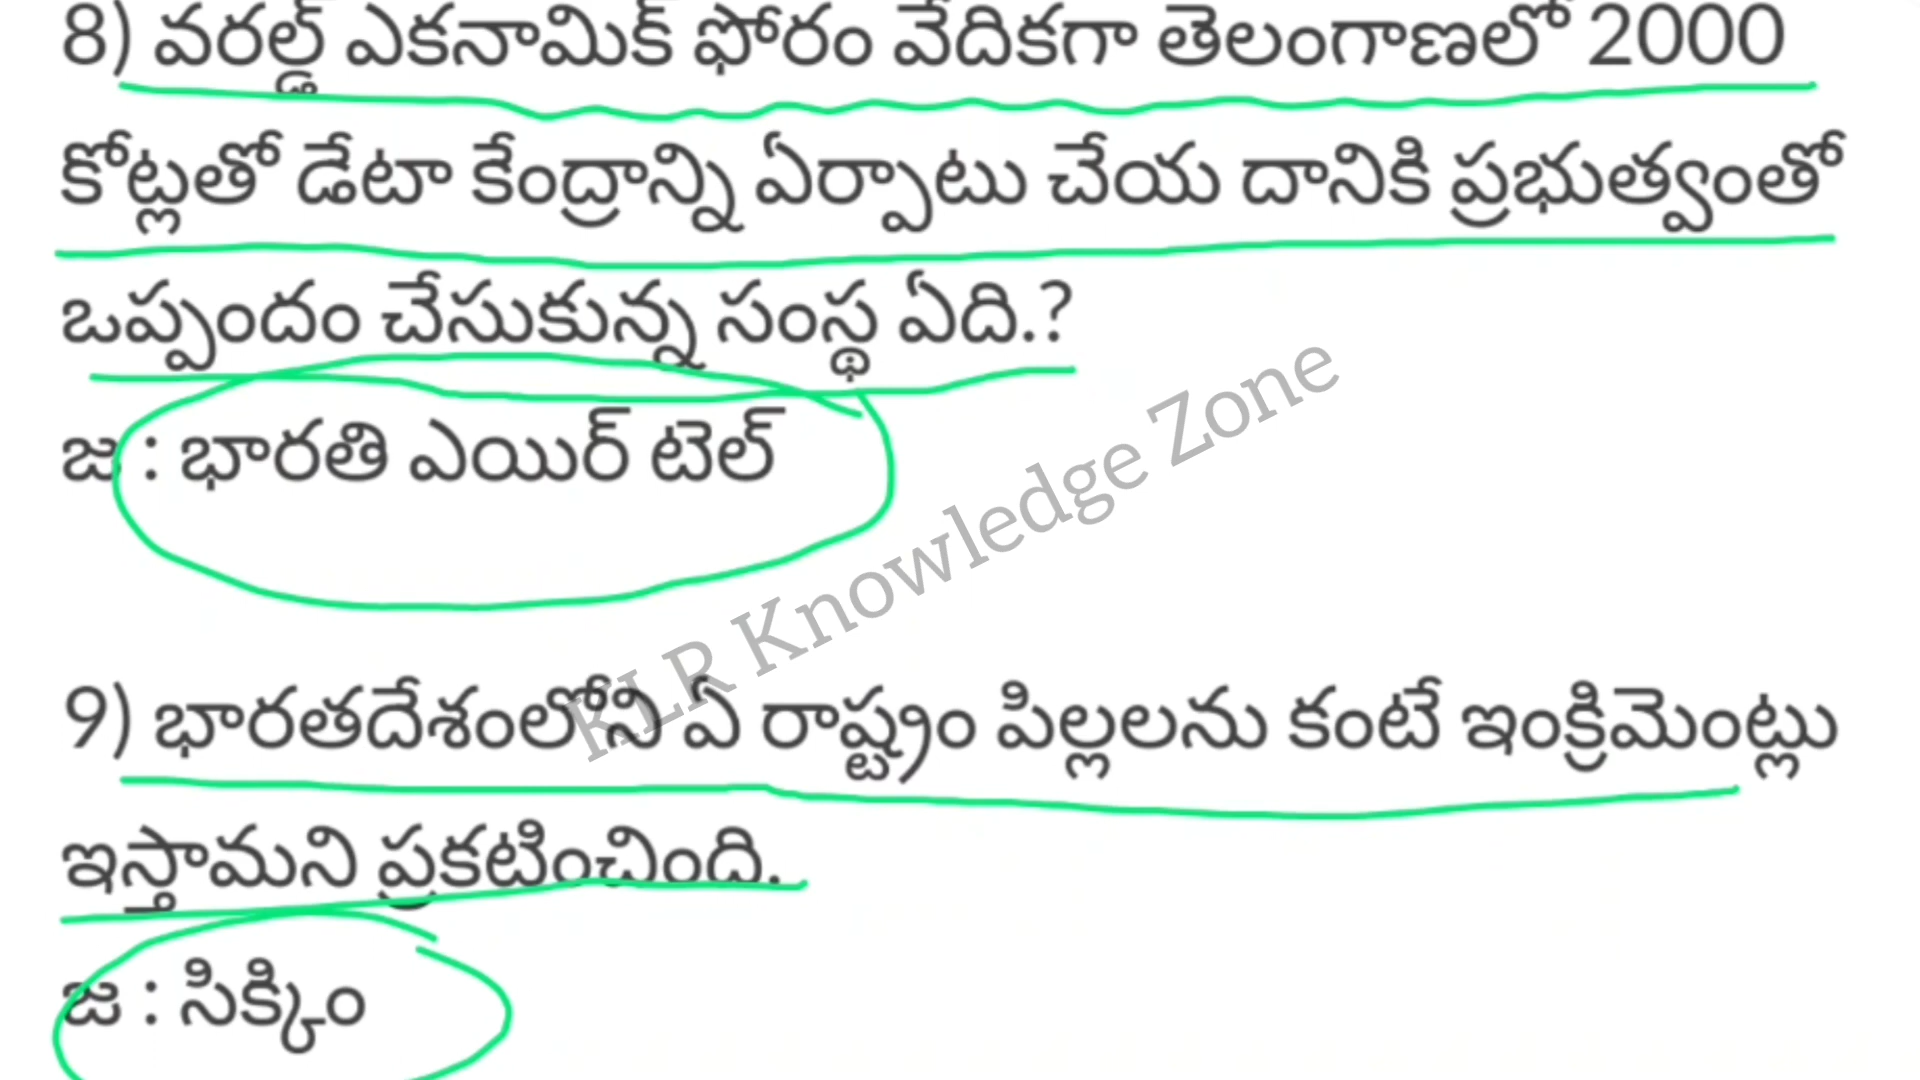 8) వరల్డ్ ఎకనామిక్ ఫోరం వేదికగా తెలంగాణలో 2000
కోట్లతో డేటా కేంద్రాన్ని ఏర్పాటు చేయ దానికి ప్రభుత్వంతో
ఒప్పందం చేసుకున్న సంస్థ ఏది.?
జ : భారతి ఎయిర్ టెల్
KLR Knowledge Zone
9) భారతదేశంలోని ఏ రాష్ట్రం పిల్లలను కంటే ఇంక్రిమెంట్లు
ఇస్తామని ప్రకటించింది.
జ : సిక్కిం